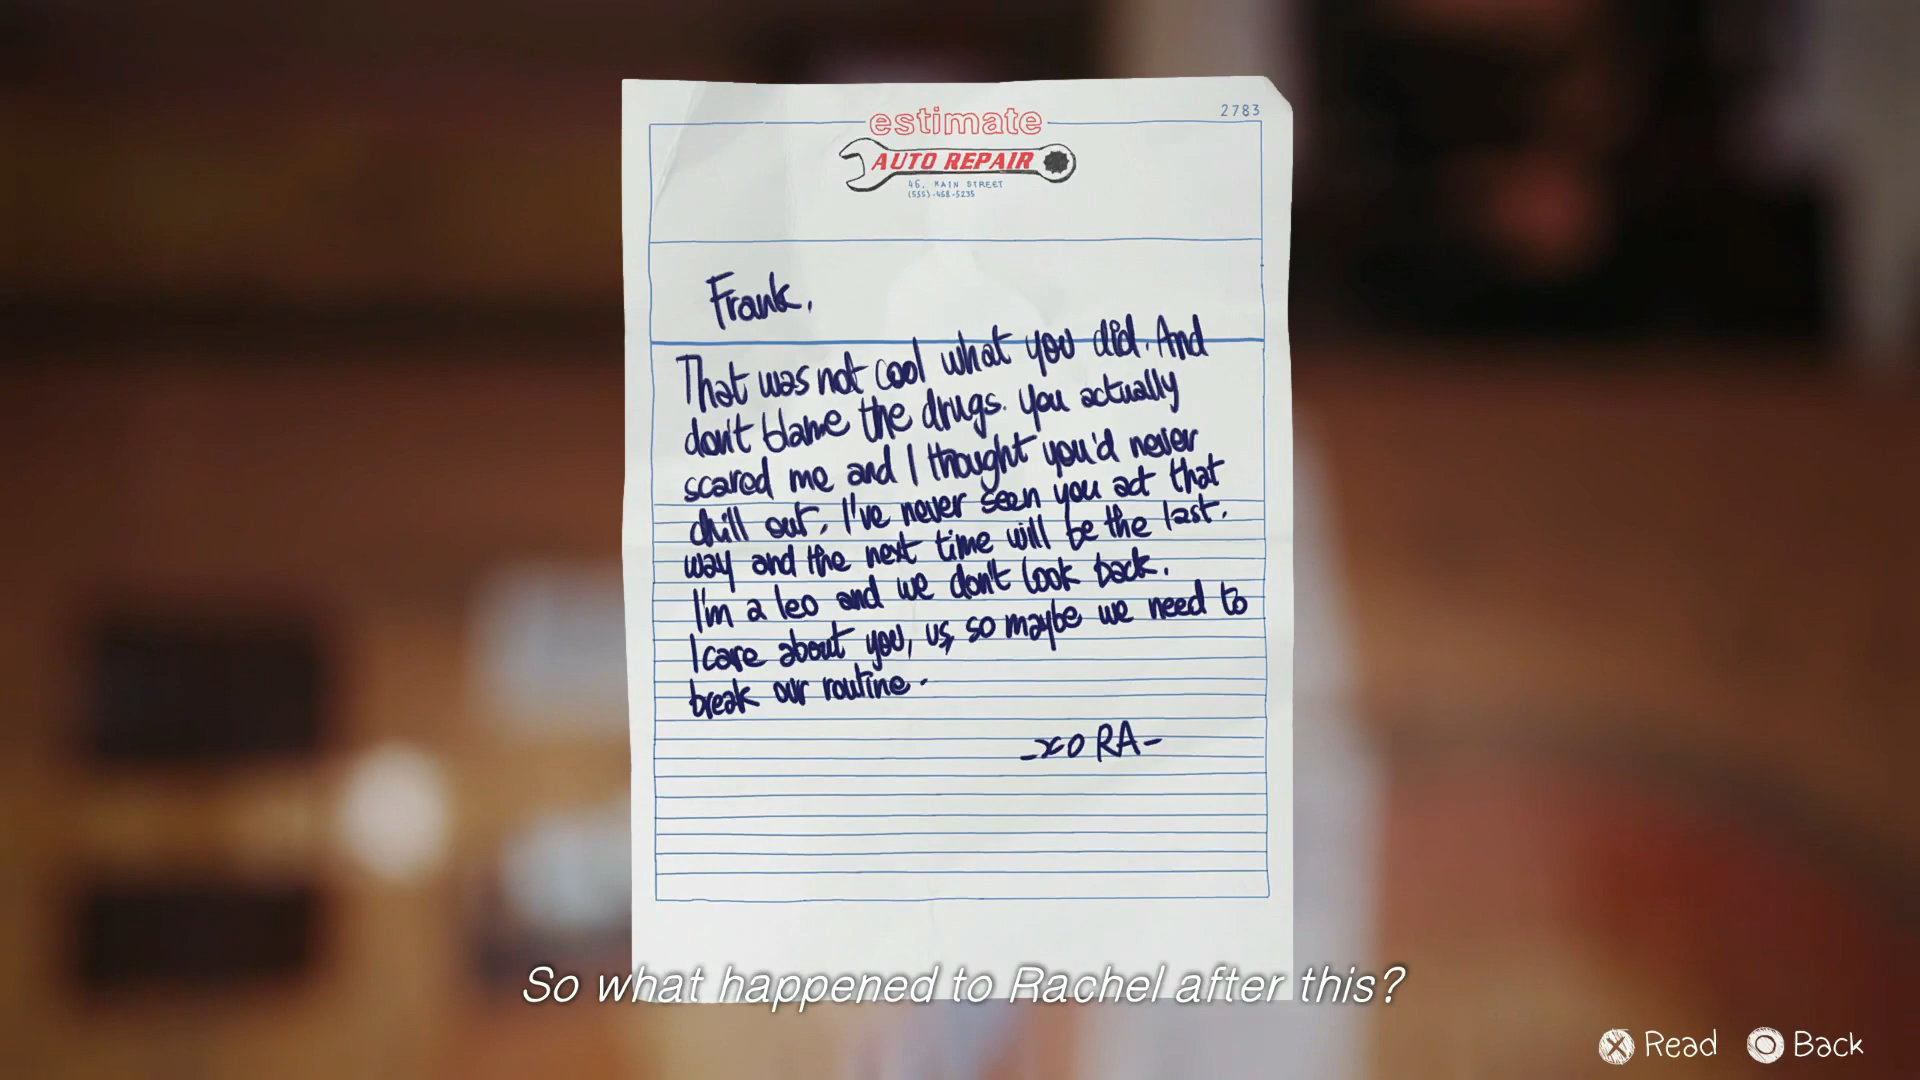 2783
estimate
AUTO REPAIR
46, MAIN STREET
(555)-468-5235
Frank,
That was not cool what you did. And
don't blame the drugs. You actually
scared me and I thought you'd never
chill out. I've never seen you act that
way and the next time will be the last.
I'm a leo and we don't look back.
I care about you, us, so maybe we need to
break our routine.
-xo RA-
So what happened to Rachel after this?
X Read O Back